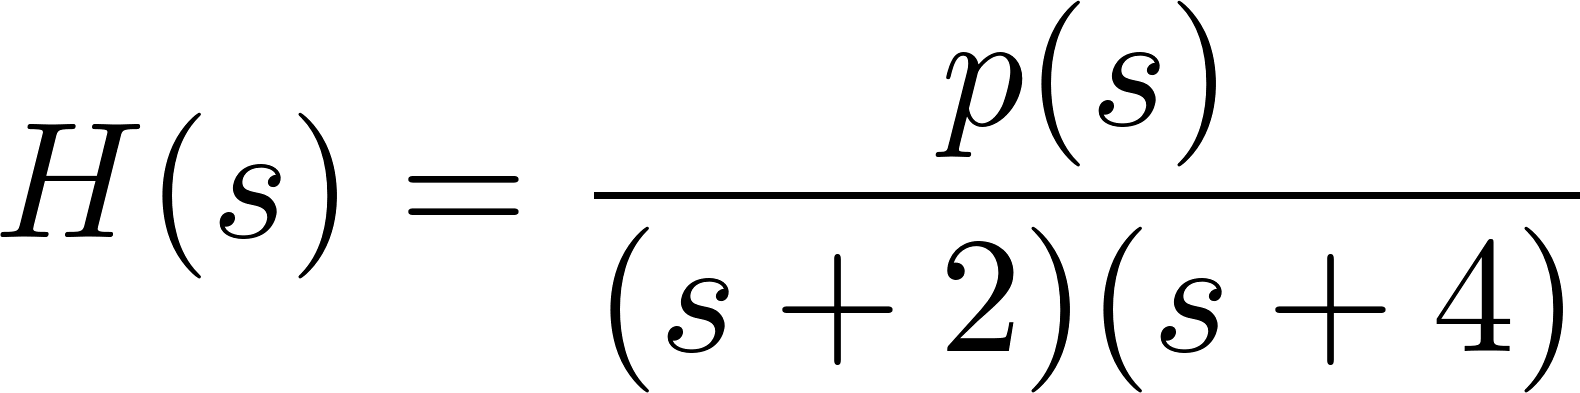 H(s) = p(s) / (s + 2)(s + 4)